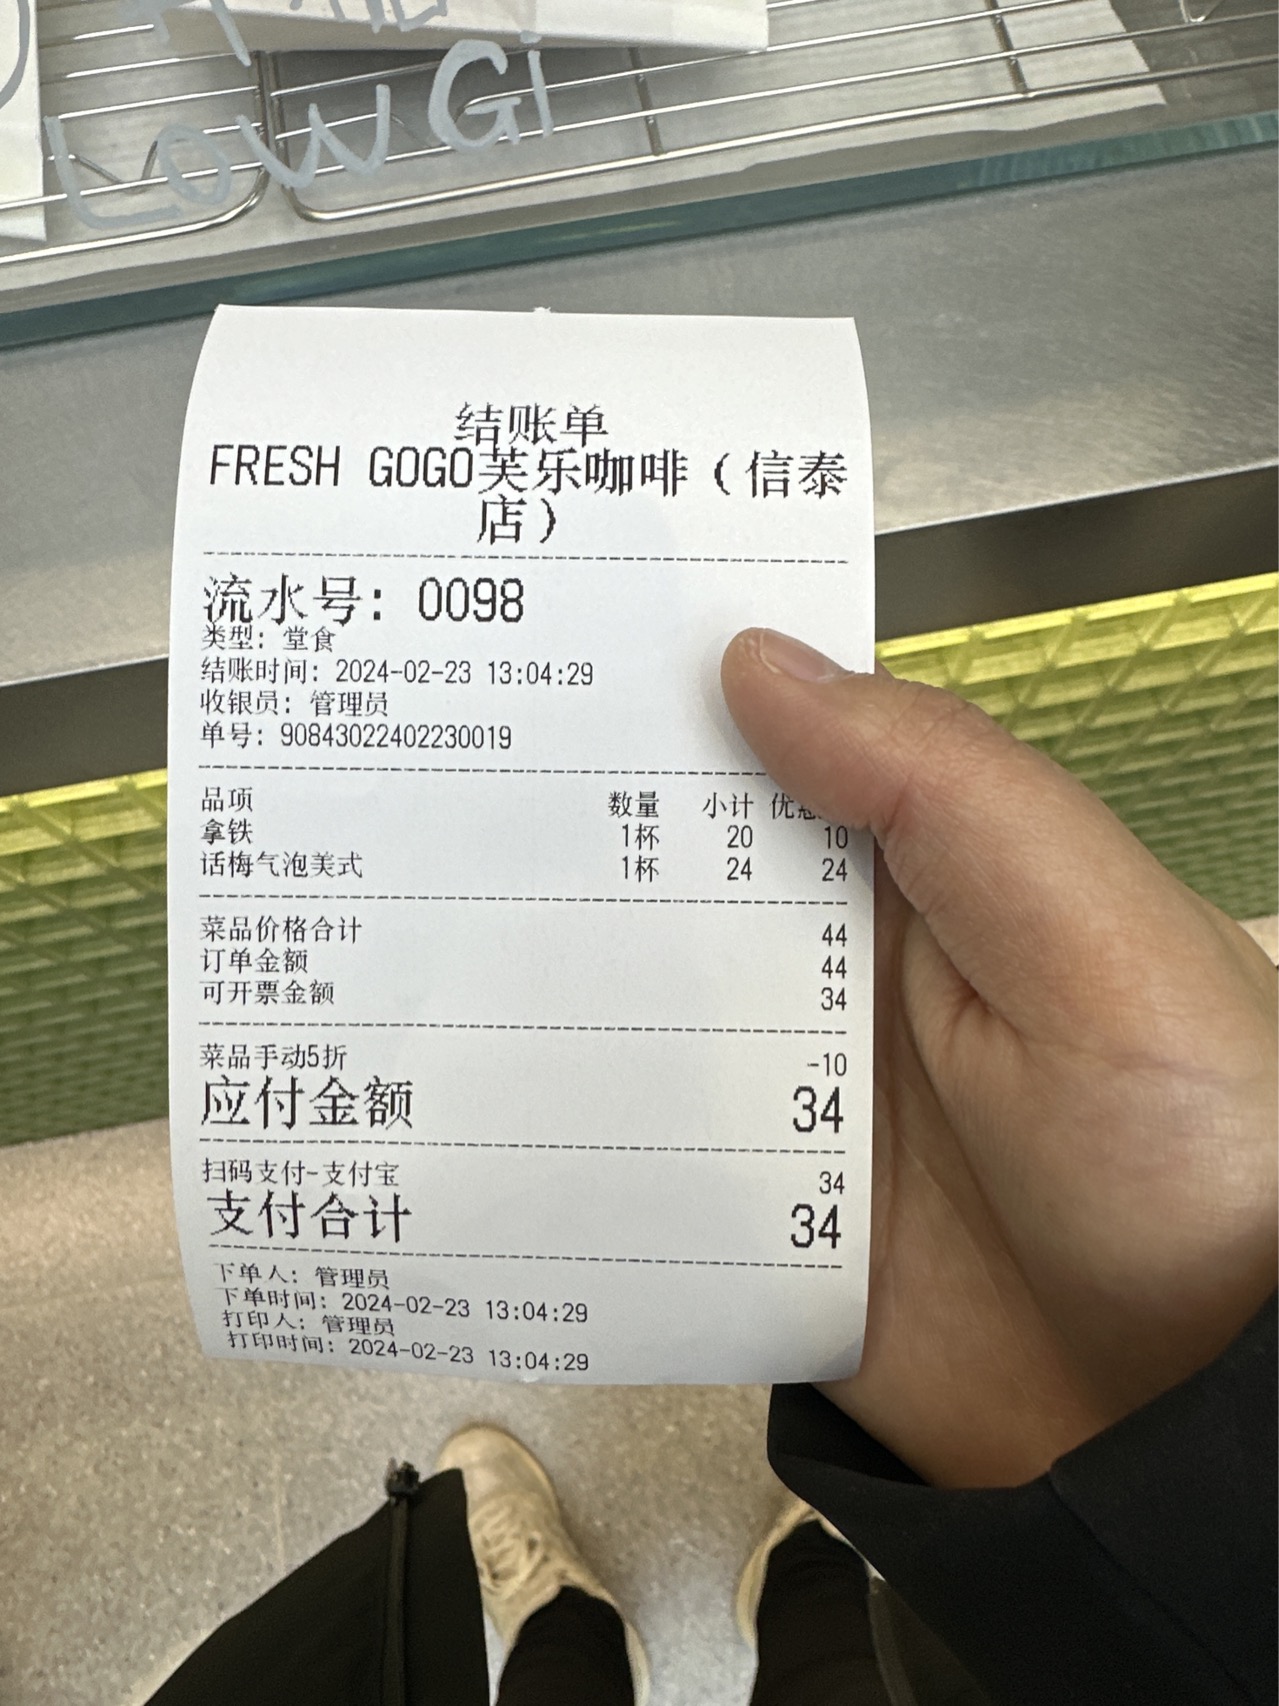 LOW Gi
结账单
FRESH GOGO芙乐咖啡（信泰
店）
流水号: 0098
类型: 堂食
结账时间: 2024-02-23 13:04:29
收银员: 管理员
单号: 90843022402230019
品项 数量 小计 优惠
拿铁 1杯 20 10
话梅气泡美式 1杯 24 24
菜品价格合计 44
订单金额 44
可开票金额 34
菜品手动5折 -10
应付金额 34
扫码支付-支付宝 34
支付合计 34
下单人: 管理员
下单时间: 2024-02-23 13:04:29
打印人: 管理员
打印时间: 2024-02-23 13:04:29